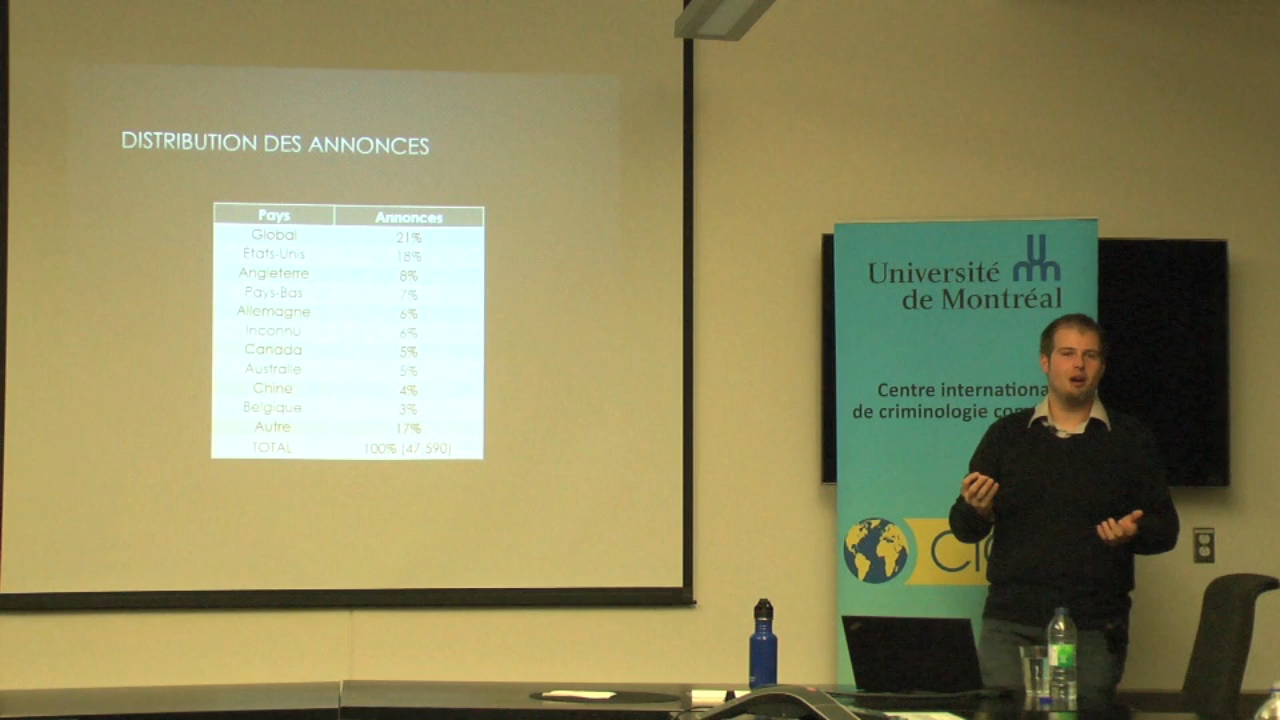 DISTRIBUTION DES ANNONCES
Pays Annonces
Global 21%
États-Unis 18%
Angleterre 8%
Pays-Bas 7%
Allemagne 6%
Inconnu 6%
Canada 5%
Australie 5%
Chine 4%
Belgique 3%
Autre 17%
TOTAL 100% (47,590)
Université
de Montréal
Centre internationa
de criminologie com
CIC